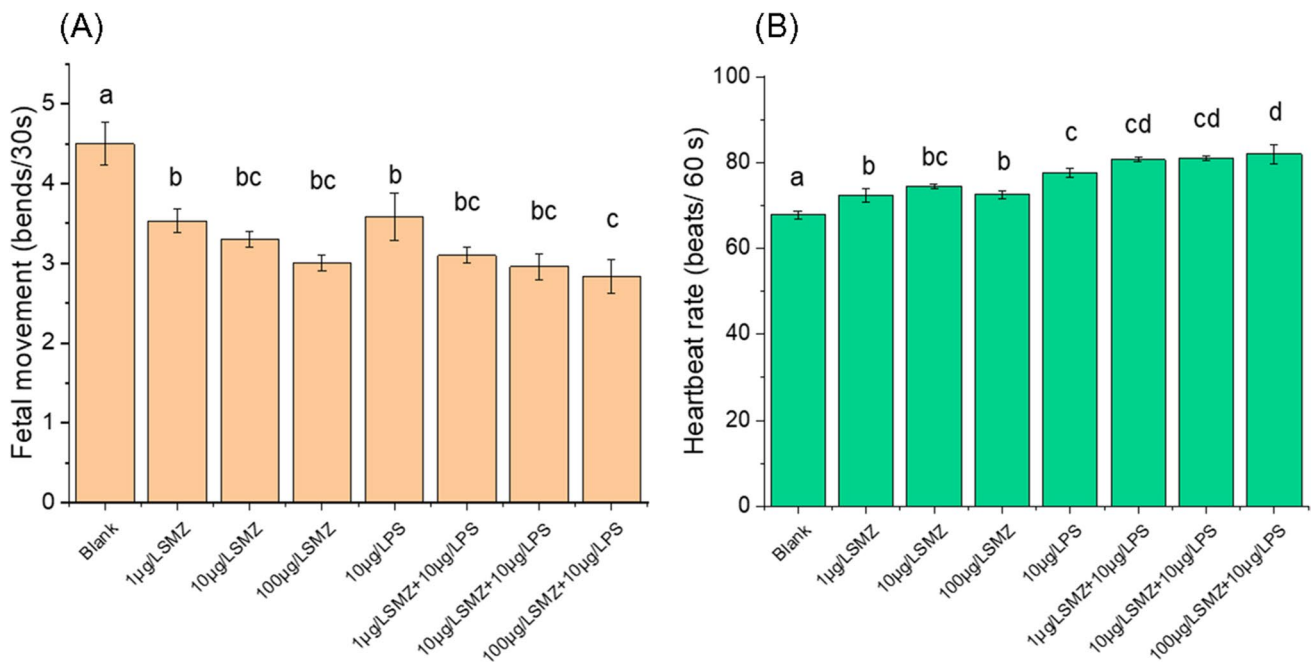 (A)
Fetal movement (bends/30s)
5
4
3
2
1
0
a
b
bc
bc
b
bc
bc
c
Blank
1µg/LSMZ
10µg/LSMZ
100µg/LSMZ
10µg/LPS
1µg/LSMZ+10µg/LPS
10µg/LSMZ+10µg/LPS
100µg/LSMZ+10µg/LPS
(B)
Heartbeat rate (beats/ 60 s)
100
80
60
40
20
0
a
b
bc
b
c
cd
cd
d
Blank
1µg/LSMZ
10µg/LSMZ
100µg/LSMZ
10µg/LPS
1µg/LSMZ+10µg/LPS
10µg/LSMZ+10µg/LPS
100µg/LSMZ+10µg/LPS